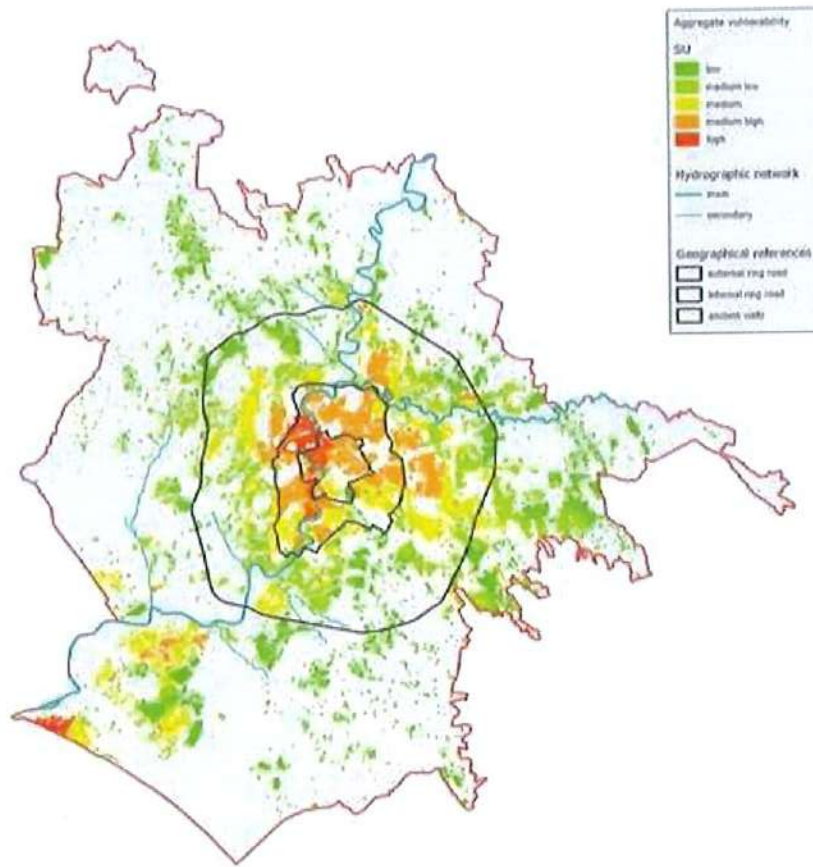 Aggregate vulnerability
SU
low
medium low
medium
medium high
high
Hydrographic network
main
secondary
Geographical references
external ring road
internal ring road
ancient walls